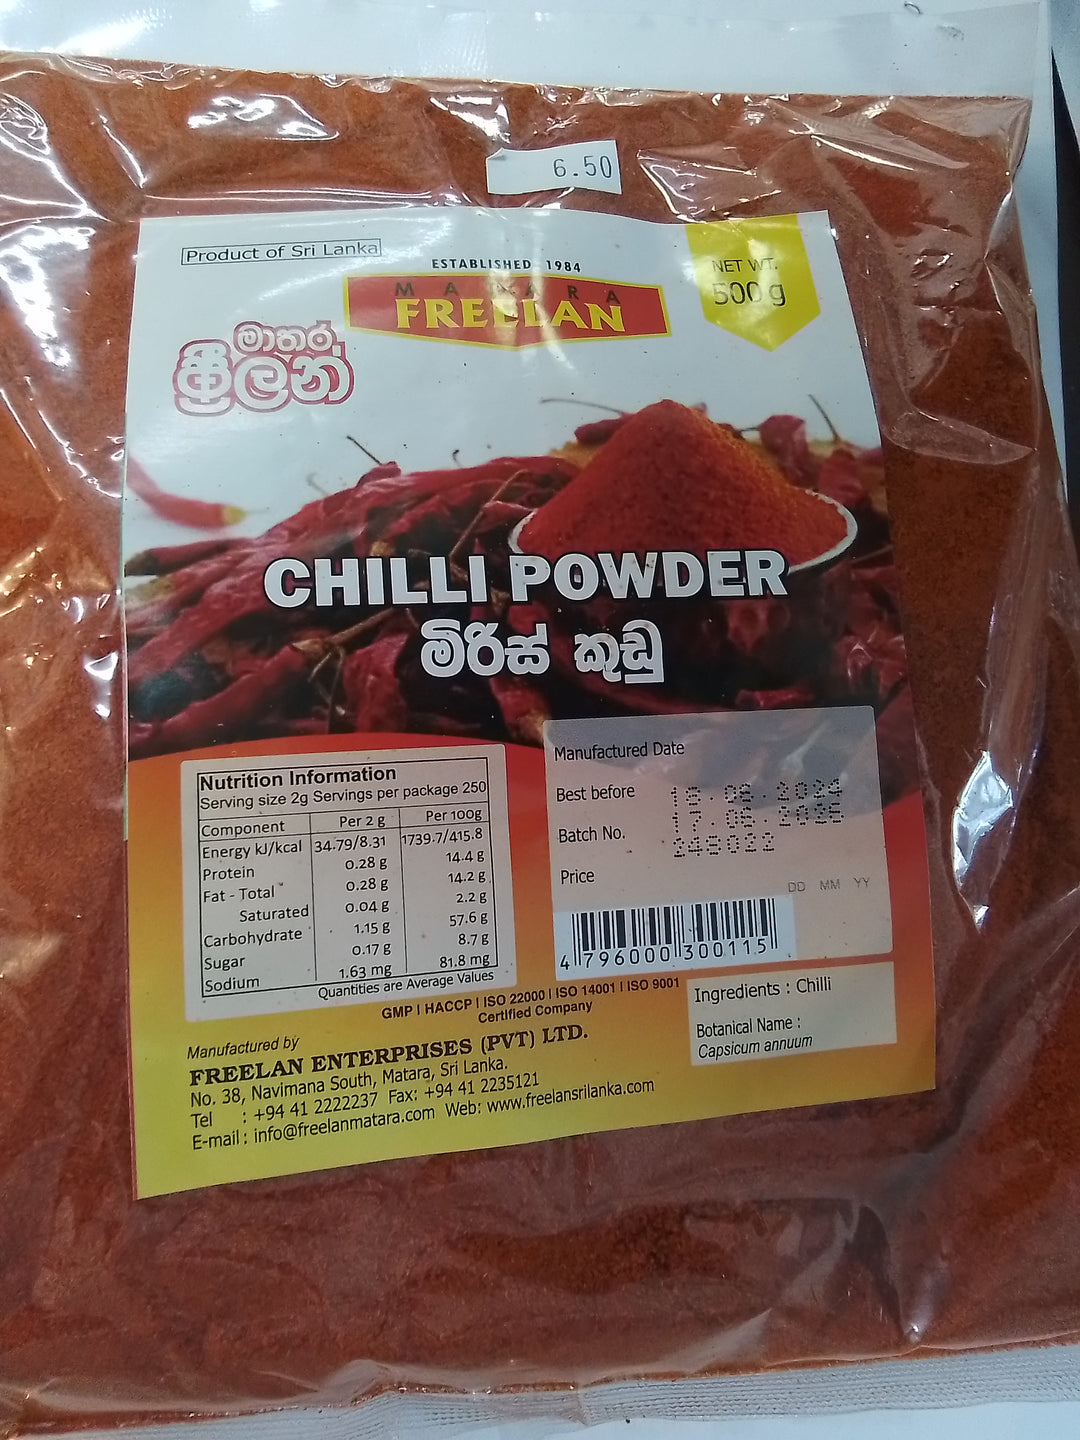 6.50
Product of Sri Lanka
ESTABLISHED 1984
MATARA
FREELAN
NET WT.
500 g
මාතර
ෆ්‍රීලන්
CHILLI POWDER
මිරිස් කුඩු
Nutrition Information
Serving size 2g Servings per package 250
Component Per 2 g Per 100g
Energy kJ/kcal 34.79/8.31 1739.7/415.8
Protein 0.28 g 14.4 g
Fat - Total 0.28 g 14.2 g
Saturated 0.04 g 2.2 g
Carbohydrate 1.15 g 57.6 g
Sugar 0.17 g 8.7 g
Sodium 1.63 mg 81.8 mg
Quantities are Average Values
Manufactured Date
Best before 18.08.2024
Batch No. 17.08.2026
248022
Price
DD MM YY
4 796000 300115
GMP | HACCP | ISO 22000 | ISO 14001 | ISO 9001
Certified Company
Ingredients : Chilli
Botanical Name :
Capsicum annuum
Manufactured by
FREELAN ENTERPRISES (PVT) LTD.
No. 38, Navimana South, Matara, Sri Lanka.
Tel : +94 41 2222237 Fax: +94 41 2235121
E-mail : info@freelanmatara.com Web: www.freelansrilanka.com